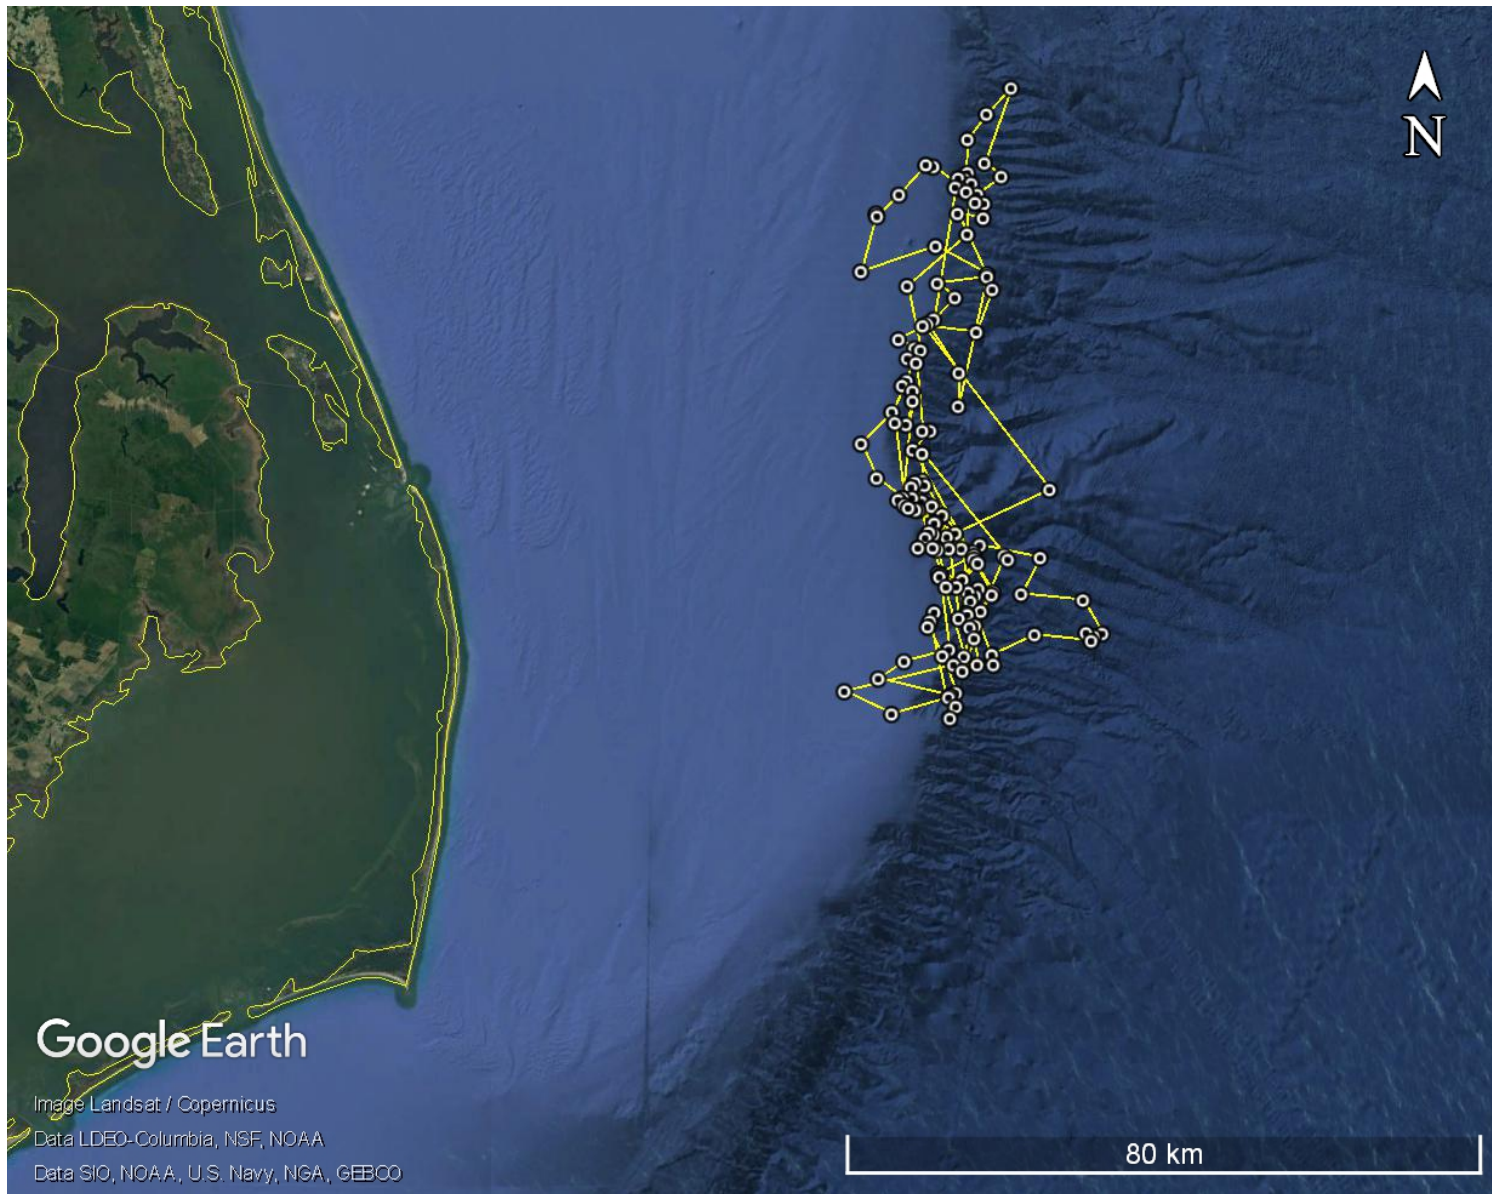 N
Google Earth
Image Landsat / Copernicus
Data LDEO-Columbia, NSF, NOAA
Data SIO, NOAA, U.S. Navy, NGA, GEBCO
80 km